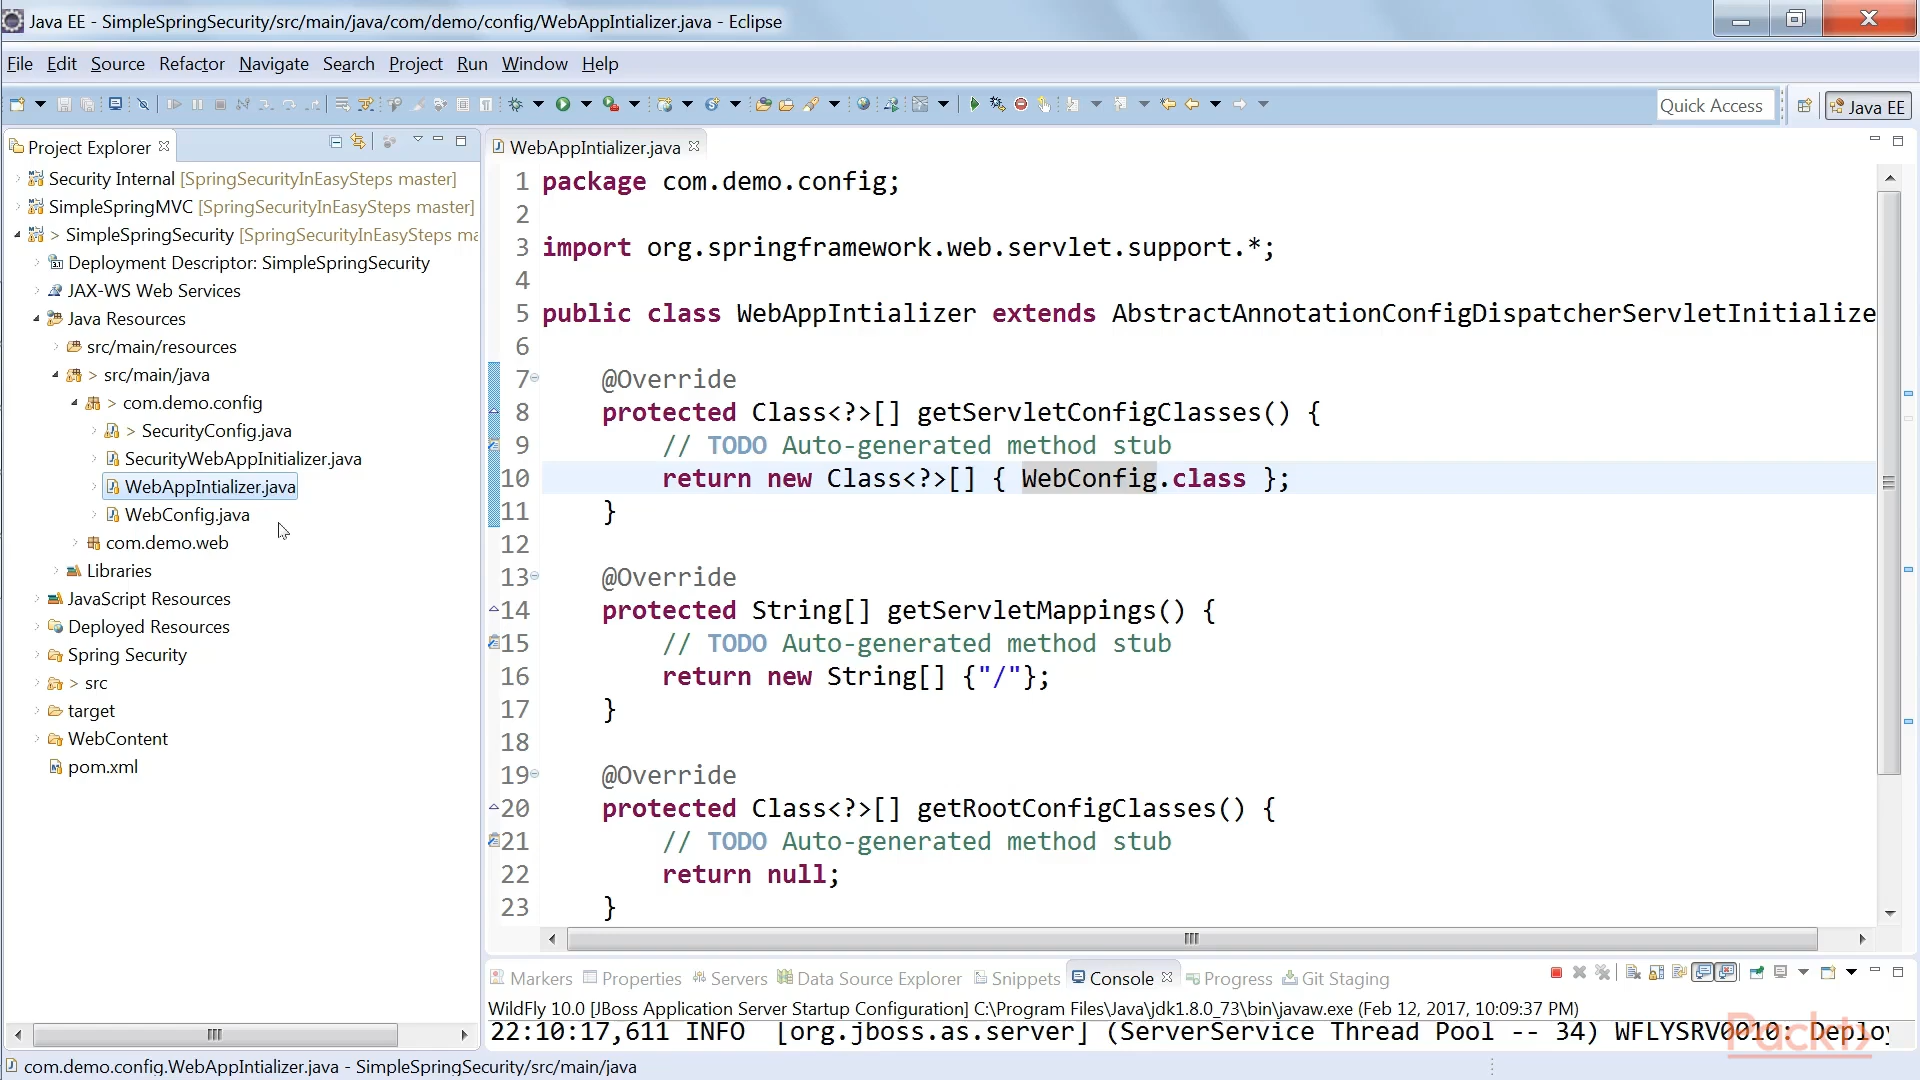 Java EE - SimpleSpringSecurity/src/main/java/com/demo/config/WebAppIntializer.java - Eclipse
File Edit Source Refactor Navigate Search Project Run Window Help
Quick Access
Java EE
Project Explorer
Security Internal [SpringSecurityInEasySteps master]
SimpleSpringMVC [SpringSecurityInEasySteps master]
> SimpleSpringSecurity [SpringSecurityInEasySteps ma
Deployment Descriptor: SimpleSpringSecurity
JAX-WS Web Services
Java Resources
src/main/resources
> src/main/java
> com.demo.config
> SecurityConfig.java
SecurityWebAppInitializer.java
WebAppIntializer.java
WebConfig.java
com.demo.web
Libraries
JavaScript Resources
Deployed Resources
Spring Security
> src
target
WebContent
pom.xml
WebAppIntializer.java
1 package com.demo.config;
2
3 import org.springframework.web.servlet.support.*;
4
5 public class WebAppIntializer extends AbstractAnnotationConfigDispatcherServletInitialize
6
7 @Override
8 protected Class<?>[] getServletConfigClasses() {
9 // TODO Auto-generated method stub
10 return new Class<?>[] { WebConfig.class };
11 }
12
13 @Override
14 protected String[] getServletMappings() {
15 // TODO Auto-generated method stub
16 return new String[] {"/"};
17 }
18
19 @Override
20 protected Class<?>[] getRootConfigClasses() {
21 // TODO Auto-generated method stub
22 return null;
23 }
Markers Properties Servers Data Source Explorer Snippets Console Progress Git Staging
WildFly 10.0 [JBoss Application Server Startup Configuration] C:\Program Files\Java\jdk1.8.0_73\bin\javaw.exe (Feb 12, 2017, 10:09:37 PM)
22:10:17,611 INFO [org.jboss.as.server] (ServerService Thread Pool -- 34) WFLYSRV0010: Deploy
Packt>
com.demo.config.WebAppIntializer.java - SimpleSpringSecurity/src/main/java